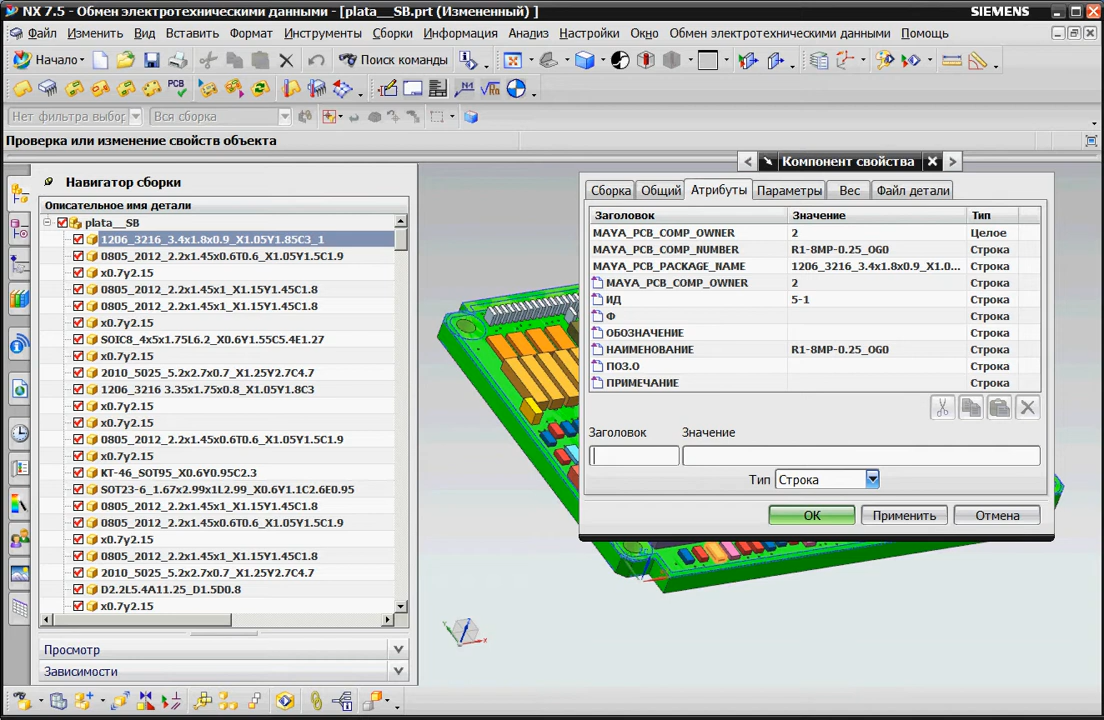 NX 7.5 - Обмен электротехническими данными - [plata__SB.prt (Измененный) ]
SIEMENS
Файл Изменить Вид Вставить Формат Инструменты Сборки Информация Анализ Настройки Окно Обмен электротехническими данными Помощь
Начало Поиск команды
PCB
Нет фильтра выбор Вся сборка
Проверка или изменение свойств объекта
Навигатор сборки
Описательное имя детали
plata__SB
1206_3216_3.4x1.8x0.9_X1.05Y1.85C3_1
0805_2012_2.2x1.45x0.6T0.6_X1.05Y1.5C1.9
x0.7y2.15
0805_2012_2.2x1.45x1_X1.15Y1.45C1.8
0805_2012_2.2x1.45x1_X1.15Y1.45C1.8
x0.7y2.15
SOIC8_4x5x1.75L6.2_X1.6Y1.55C5.4E1.27
x0.7y2.15
2010_5025_5.2x2.7x0.7_X1.25Y2.7C4.7
1206_3216 3.35x1.75x0.8_X1.08Y1.8C3
x0.7y2.15
x0.7y2.15
0805_2012_2.2x1.45x0.6T0.6_X1.05Y1.5C1.9
x0.7y2.15
KT-46_SOT95_X0.6Y0.95C2.3
SOT23-6_1.67x2.99x1L2.99_X0.6Y1.1C2.6E0.95
0805_2012_2.2x1.45x1_X1.15Y1.45C1.8
0805_2012_2.2x1.45x0.6T0.6_X1.05Y1.5C1.9
x0.7y2.15
0805_2012_2.2x1.45x1_X1.15Y1.45C1.8
2010_5025_5.2x2.7x0.7_X1.25Y2.7C4.7
D2.2L5.4A11.25_D1.5D0.8
x0.7y2.15
Просмотр
Зависимости
Компонент свойства
Сборка Общий Атрибуты Параметры Вес Файл детали
Заголовок Значение Тип
MAYA_PCB_COMP_OWNER 2 Целое
MAYA_PCB_COMP_NUMBER R1-8МР-0.25_OG0 Строка
MAYA_PCB_PACKAGE_NAME 1206_3216_3.4x1.8x0.9_X1.0... Строка
MAYA_PCB_COMP_OWNER 2 Строка
ИД 5-1 Строка
Ф Строка
ОБОЗНАЧЕНИЕ Строка
НАИМЕНОВАНИЕ R1-8МР-0.25_OG0 Строка
ПОЗ.О Строка
ПРИМЕЧАНИЕ Строка
Заголовок Значение
Тип Строка
ОК Применить Отмена